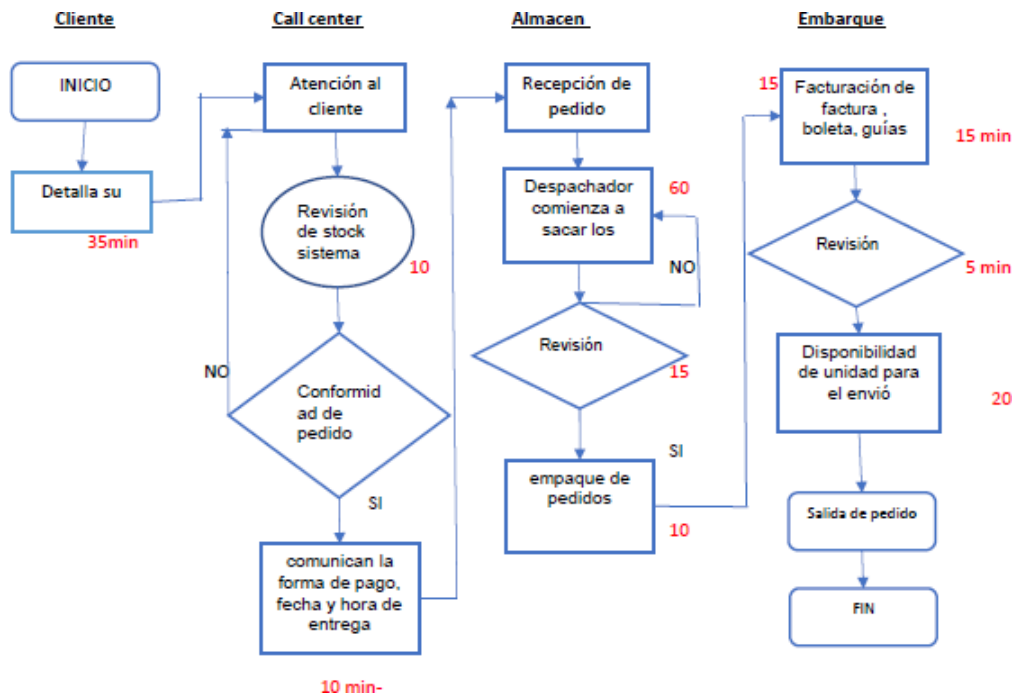 Cliente
Call center
Almacen
Embarque
INICIO
Detalla su
35min
Atención al
cliente
Revisión
de stock
sistema
10
NO
Conformid
ad de
pedido
SI
comunican la
forma de pago,
fecha y hora de
entrega
10 min-
Recepción de
pedido
Despachador
comienza a
sacar los
60
NO
Revisión
15
SI
empaque de
pedidos
10
15
Facturación de
factura ,
boleta, guías
15 min
Revisión
5 min
Disponibilidad
de unidad para
el envió
20
Salida de pedido
FIN